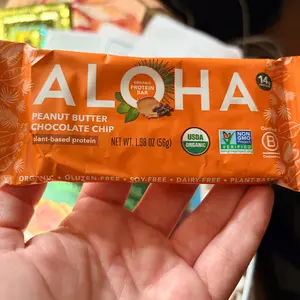 ALOHA
ORGANIC
PROTEIN
BAR
14
PEANUT BUTTER
CHOCOLATE CHIP
plant-based protein
NET WT. 1.98 OZ (56g)
USDA
ORGANIC
NON
GMO
Project
VERIFIED
Certified
B
ORGANIC • GLUTEN-FREE • SOY-FREE • DAIRY-FREE • PLANT-BASED